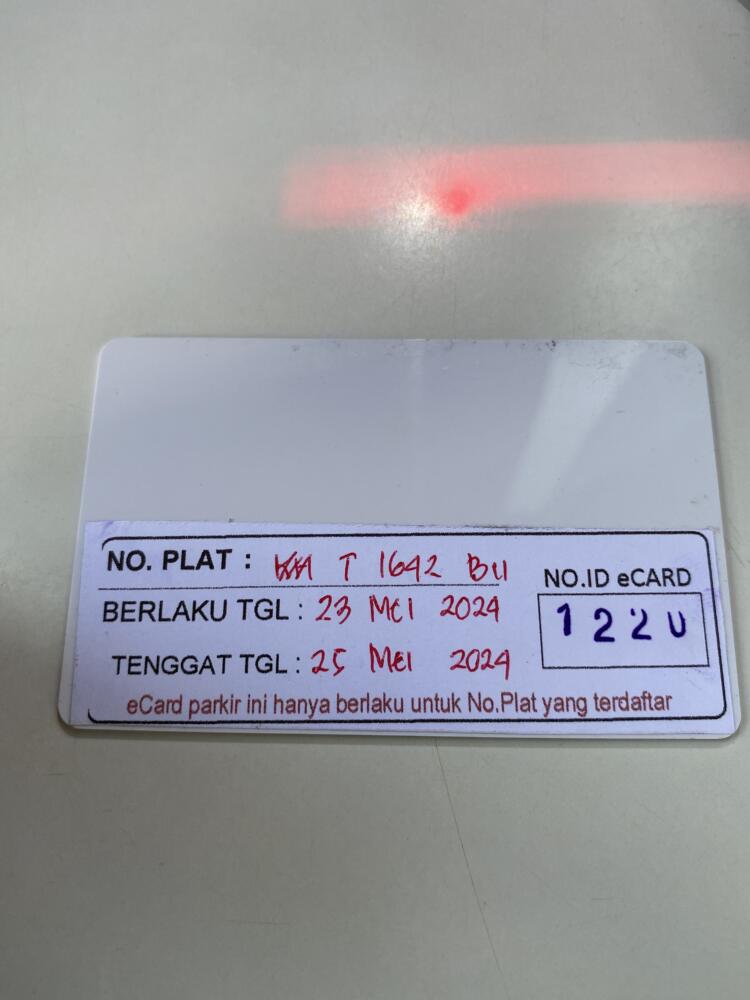 NO. PLAT : T 1642 BU
BERLAKU TGL : 23 MEI 2024
TENGGAT TGL : 25 MEI 2024
NO.ID eCARD
1220
eCard parkir ini hanya berlaku untuk No.Plat yang terdaftar